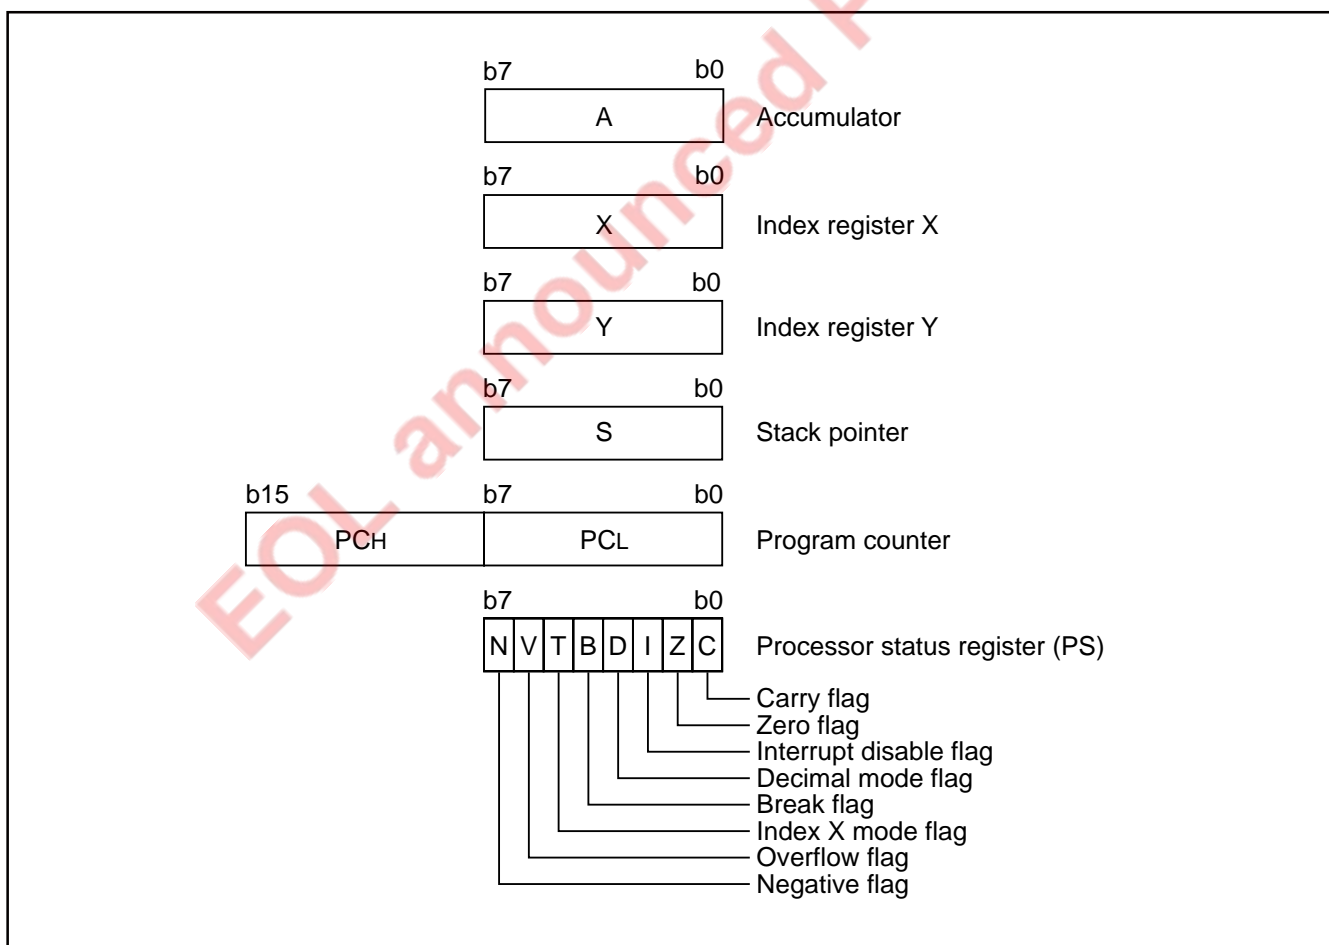 b7 b0
A Accumulator
b7 b0
X Index register X
b7 b0
Y Index register Y
b7 b0
S Stack pointer
b15 b7 b0
PCH PCL Program counter
b7 b0
N V T B D I Z C Processor status register (PS)
Carry flag
Zero flag
Interrupt disable flag
Decimal mode flag
Break flag
Index X mode flag
Overflow flag
Negative flag
EOL announced